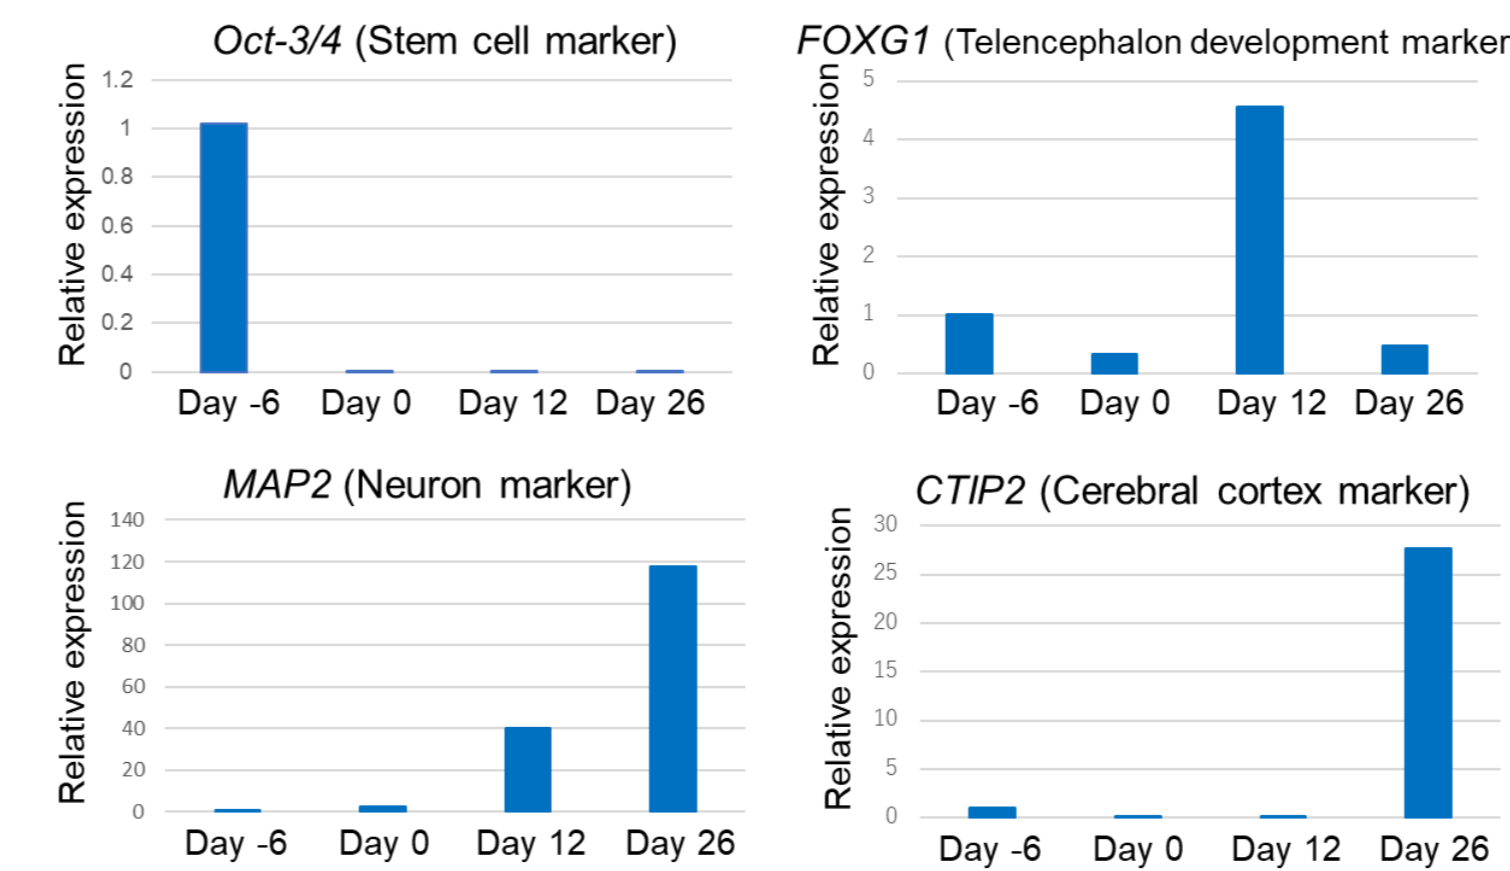 Oct-3/4 (Stem cell marker)
Relative expression
1.2
1
0.8
0.6
0.4
0.2
0
Day -6 Day 0 Day 12 Day 26
FOXG1 (Telencephalon development marker
Relative expression
5
4
3
2
1
0
Day -6 Day 0 Day 12 Day 26
MAP2 (Neuron marker)
Relative expression
140
120
100
80
60
40
20
0
Day -6 Day 0 Day 12 Day 26
CTIP2 (Cerebral cortex marker)
Relative expression
30
25
20
15
10
5
0
Day -6 Day 0 Day 12 Day 26